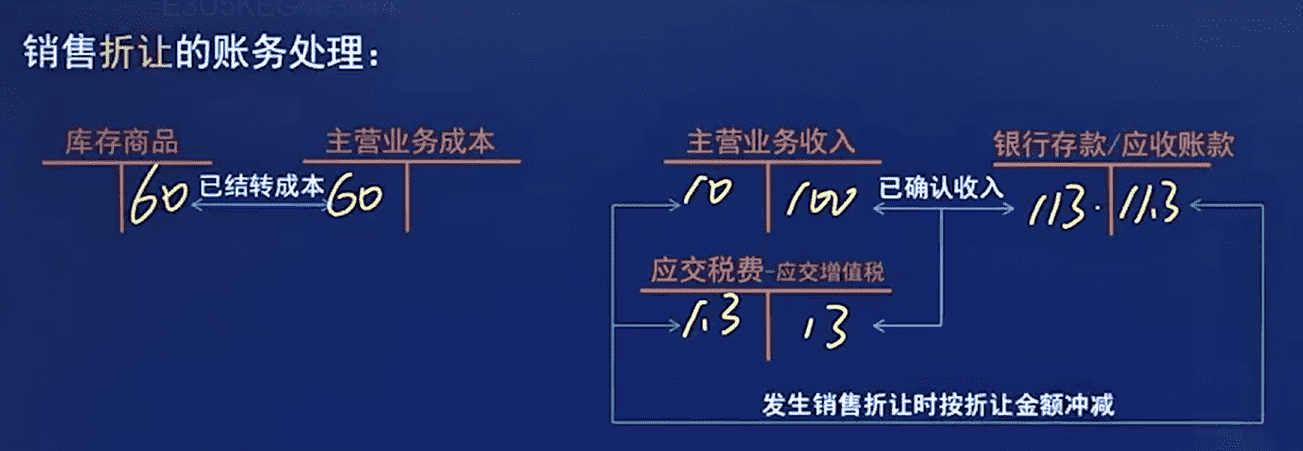 销售折让的账务处理：
库存商品 主营业务成本 主营业务收入 银行存款/应收账款
60 已结转成本 60 10 100 已确认收入 113 11.3
应交税费-应交增值税
1.3 13
发生销售折让时按折让金额冲减